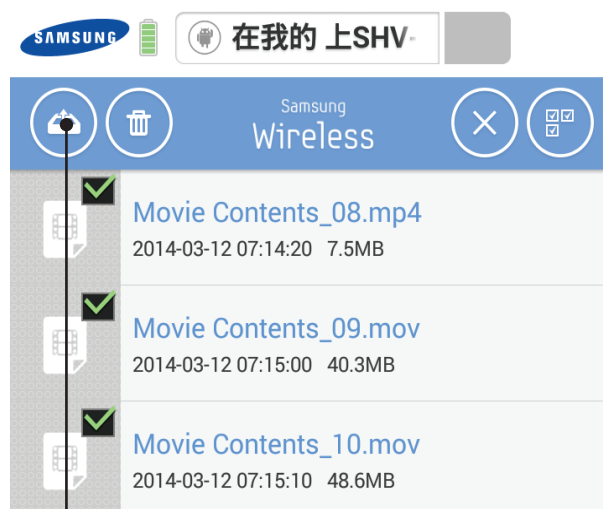 SAMSUNG
在我的 上SHV-
Samsung
Wireless
Movie Contents_08.mp4
2014-03-12 07:14:20 7.5MB
Movie Contents_09.mov
2014-03-12 07:15:00 40.3MB
Movie Contents_10.mov
2014-03-12 07:15:10 48.6MB